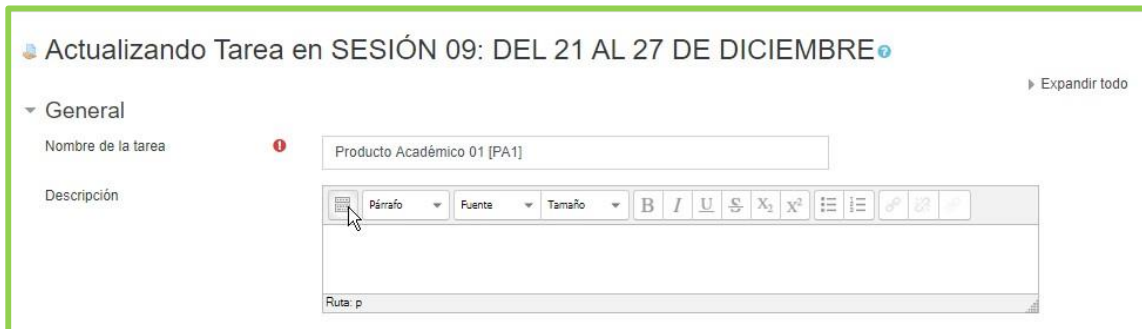 Actualizando Tarea en SESIÓN 09: DEL 21 AL 27 DE DICIEMBRE
Expandir todo
General
Nombre de la tarea
Producto Académico 01 [PA1]
Descripción
Párrafo Fuente Tamaño B I U S X₂ X²
Ruta: p